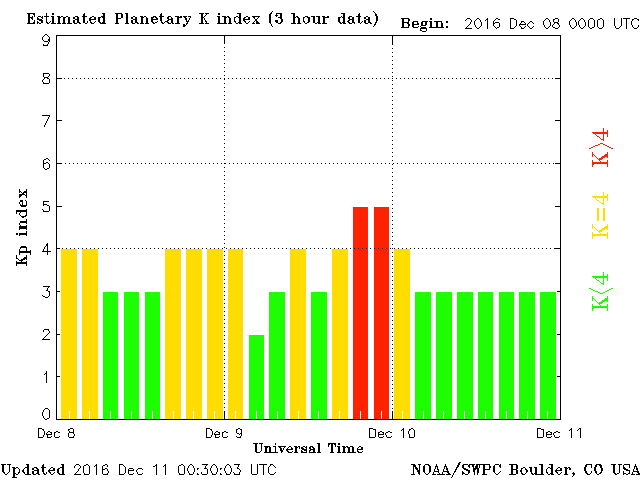 Estimated Planetary K index (3 hour data) Begin: 2016 Dec 08 0000 UTC
9
8
7
6
5
4
3
2
1
0
Kp index
K>4
K=4
K<4
Dec 8 Dec 9 Dec 10 Dec 11
Universal Time
Updated 2016 Dec 11 00:30:03 UTC NOAA/SWPC Boulder, CO USA